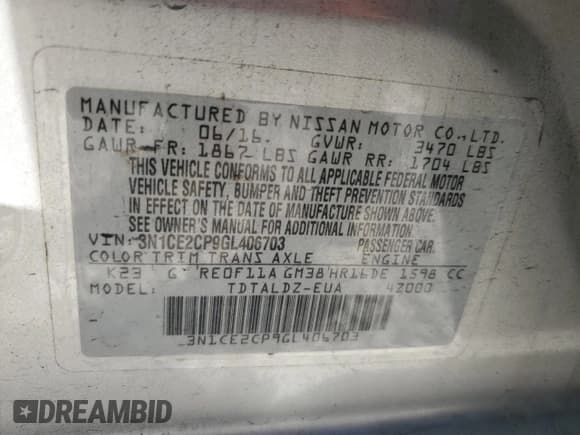 MANUFACTURED BY NISSAN MOTOR CO., LTD.
DATE: 06/16. GVWR: 3470 LBS
GAWR FR: 1867 LBS GAWR RR: 1704 LBS
THIS VEHICLE CONFORMS TO ALL APPLICABLE FEDERAL MOTOR
VEHICLE SAFETY, BUMPER AND THEFT PREVENTION STANDARDS
IN EFFECT ON THE DATE OF MANUFACTURE SHOWN ABOVE.
SEE OWNER'S MANUAL FOR ADDITIONAL INFORMATION.
VIN: 3N1CE2CP9GL406703 PASSENGER CAR
COLOR TRIM TRANS AXLE ENGINE
K23 G RE0F11A GM38 HR16DE 1598 CC
MODEL: TDTALDZ-EUA 4Z000
3N1CE2CP9GL406703
DREAMBID